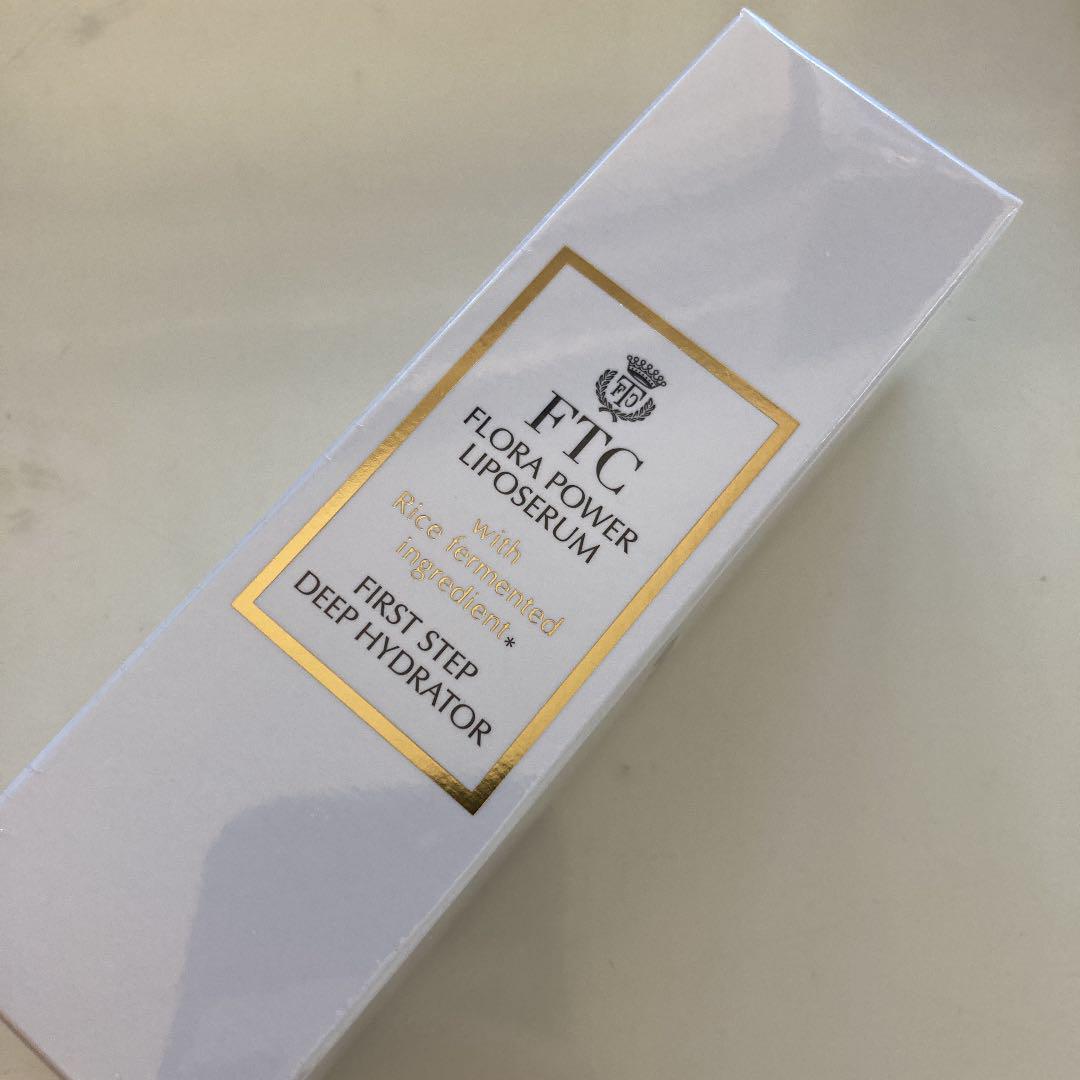 FTC
FTC
FLORA POWER
LIPOSERUM
with
Rice fermented
ingredient*
FIRST STEP
DEEP HYDRATOR